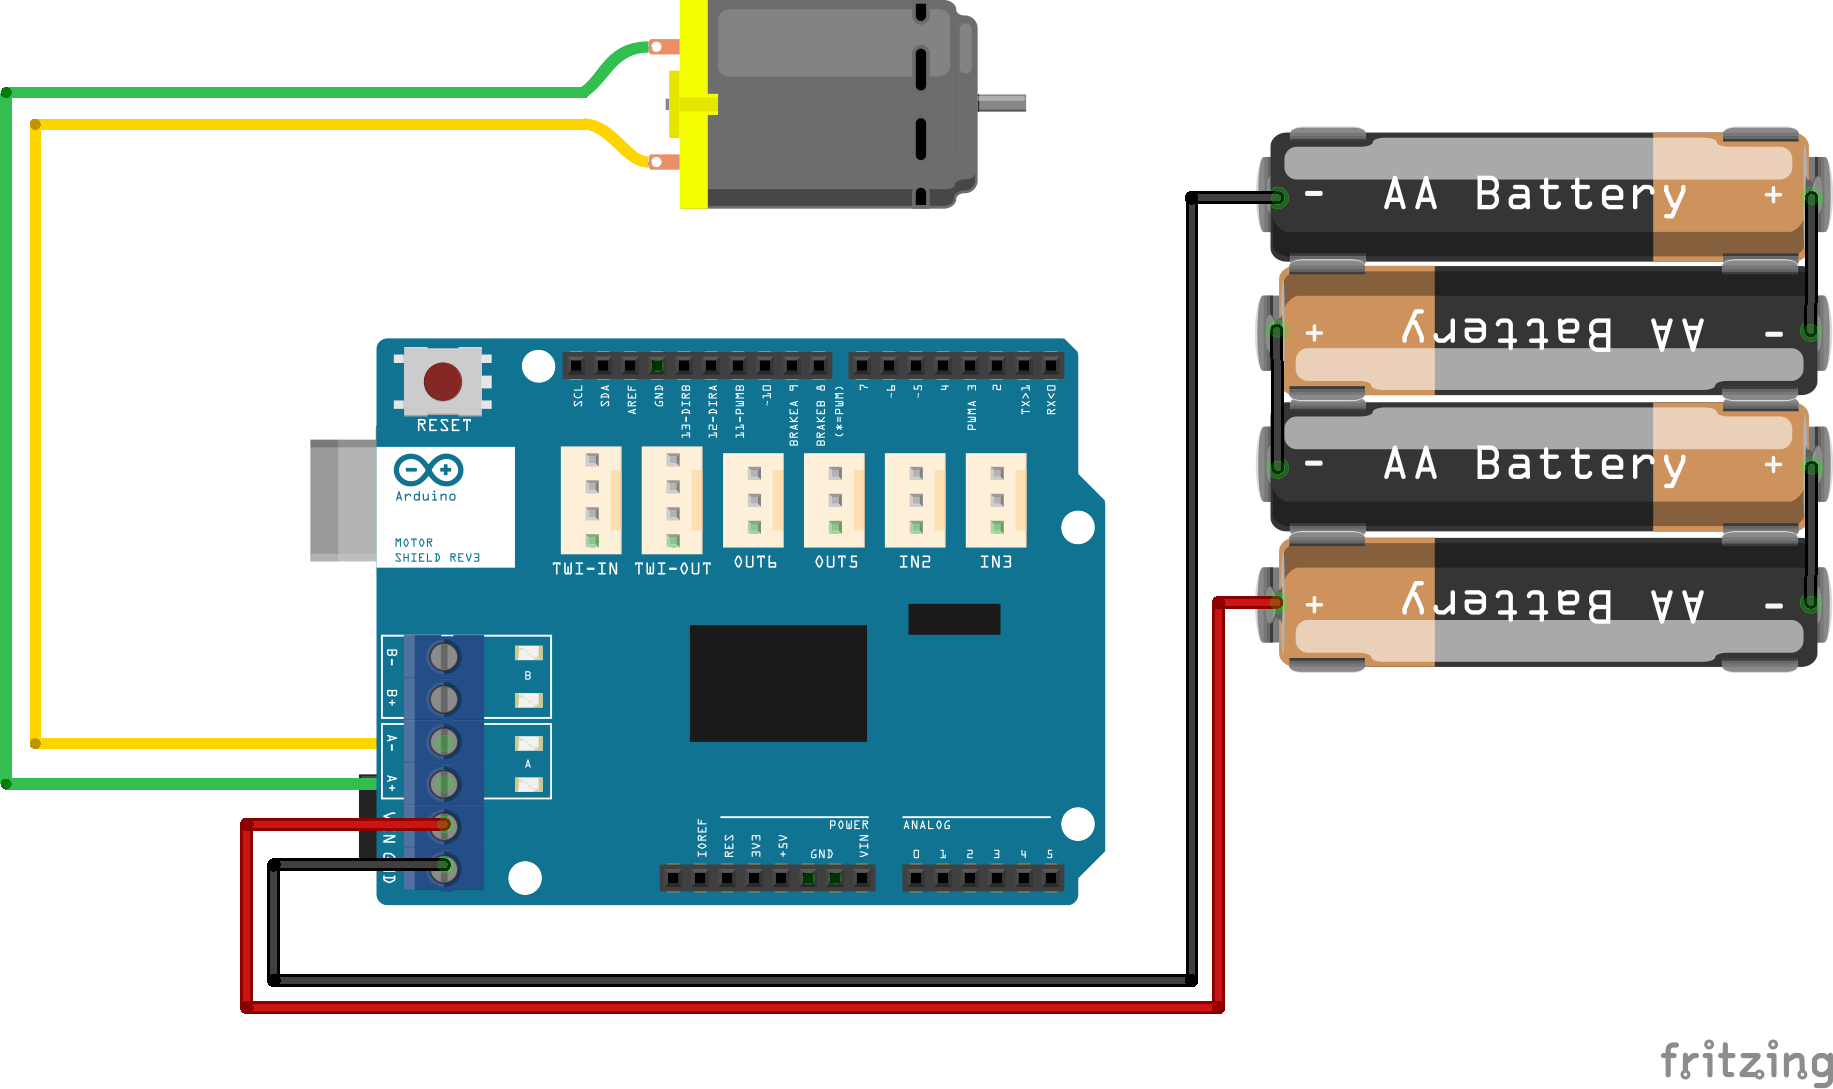 - AA Battery +
+ AA Battery -
- AA Battery +
+ AA Battery -
RESET
SCL
SDA
AREF
GND
13-DIRB
12-DIRA
11-PWMB
~10
BRAKEA 9
BRAKEB 8
(*=PWM)
7
~6
~5
4
PWMA 3
2
TX>1
RX<0
Arduino
MOTOR
SHIELD REV3
TWI-IN
TWI-OUT
OUT6
OUT5
IN2
IN3
B-
B+
A-
A+
B
A
IOREF
RES
3V3
+5V
GND
VIN
POWER
ANALOG
0
1
2
3
4
5
fritzing